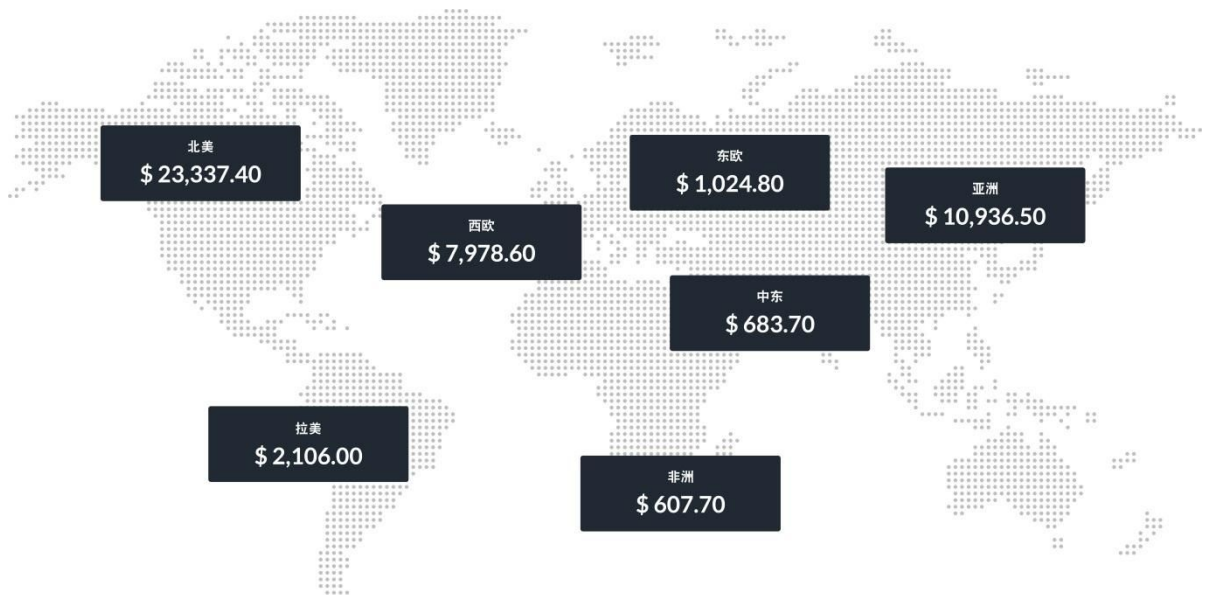 北美
$ 23,337.40
东欧
$ 1,024.80
亚洲
$ 10,936.50
西欧
$ 7,978.60
中东
$ 683.70
拉美
$ 2,106.00
非洲
$ 607.70